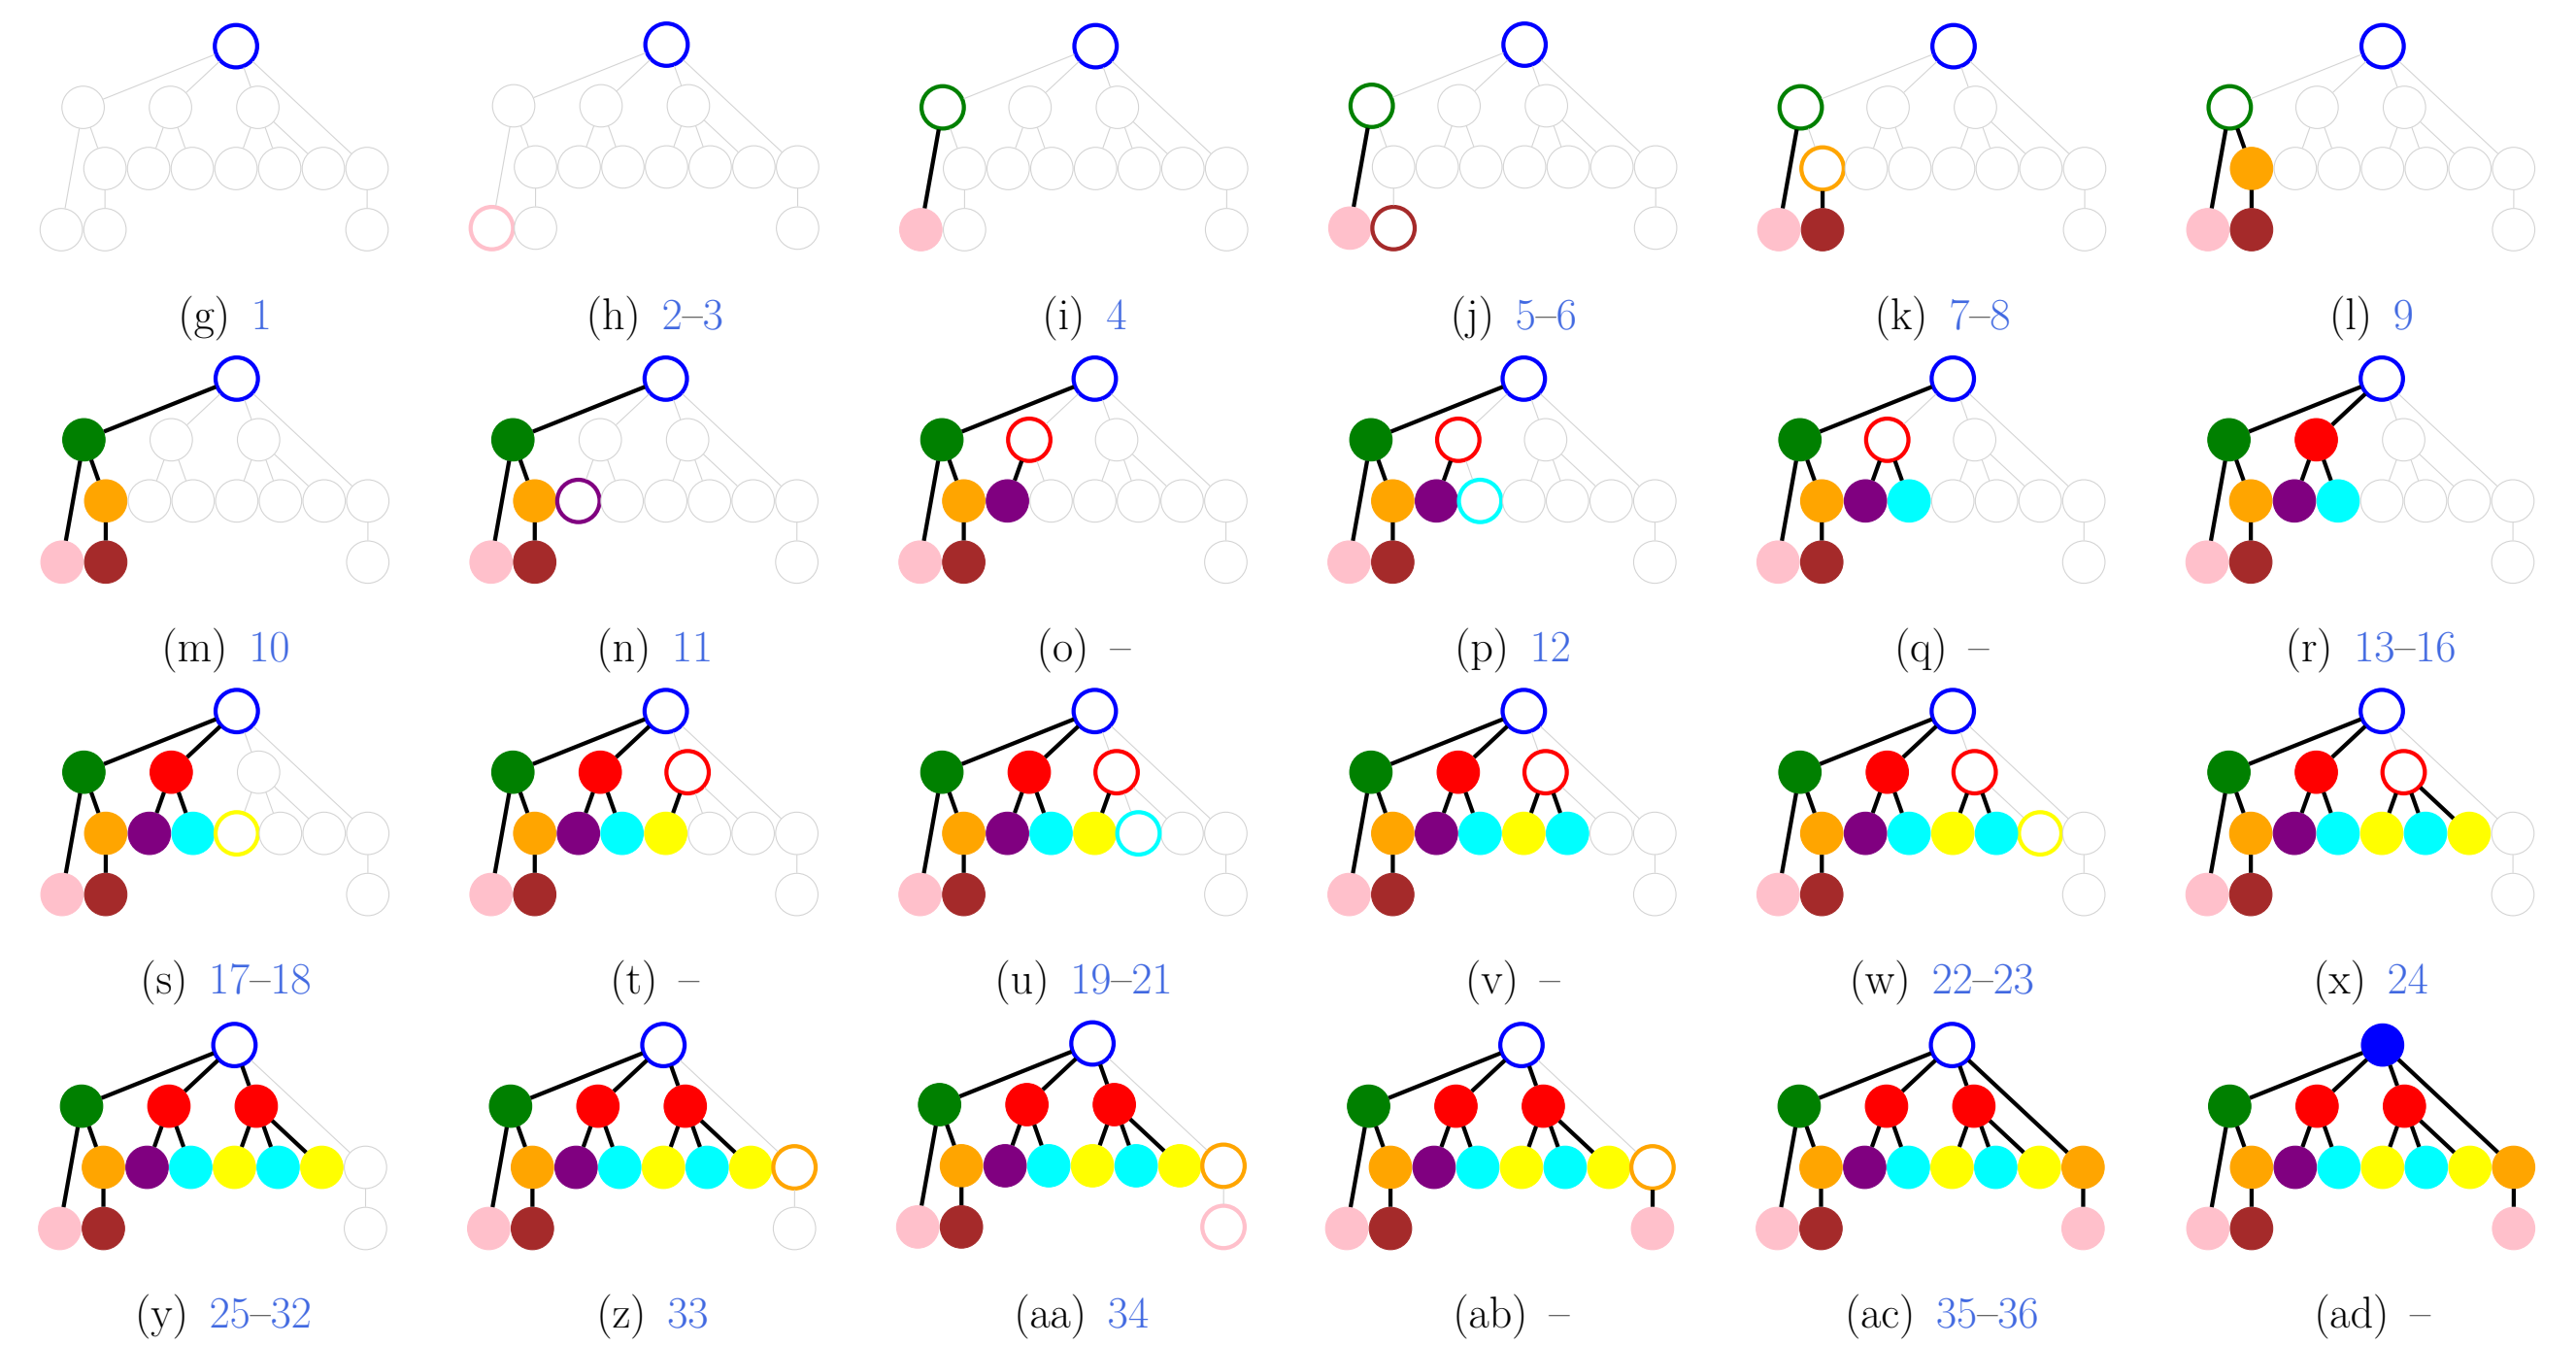 (g) 1 (h) 2–3 (i) 4 (j) 5–6 (k) 7–8 (l) 9
(m) 10 (n) 11 (o) – (p) 12 (q) – (r) 13–16
(s) 17–18 (t) – (u) 19–21 (v) – (w) 22–23 (x) 24
(y) 25–32 (z) 33 (aa) 34 (ab) – (ac) 35–36 (ad) –